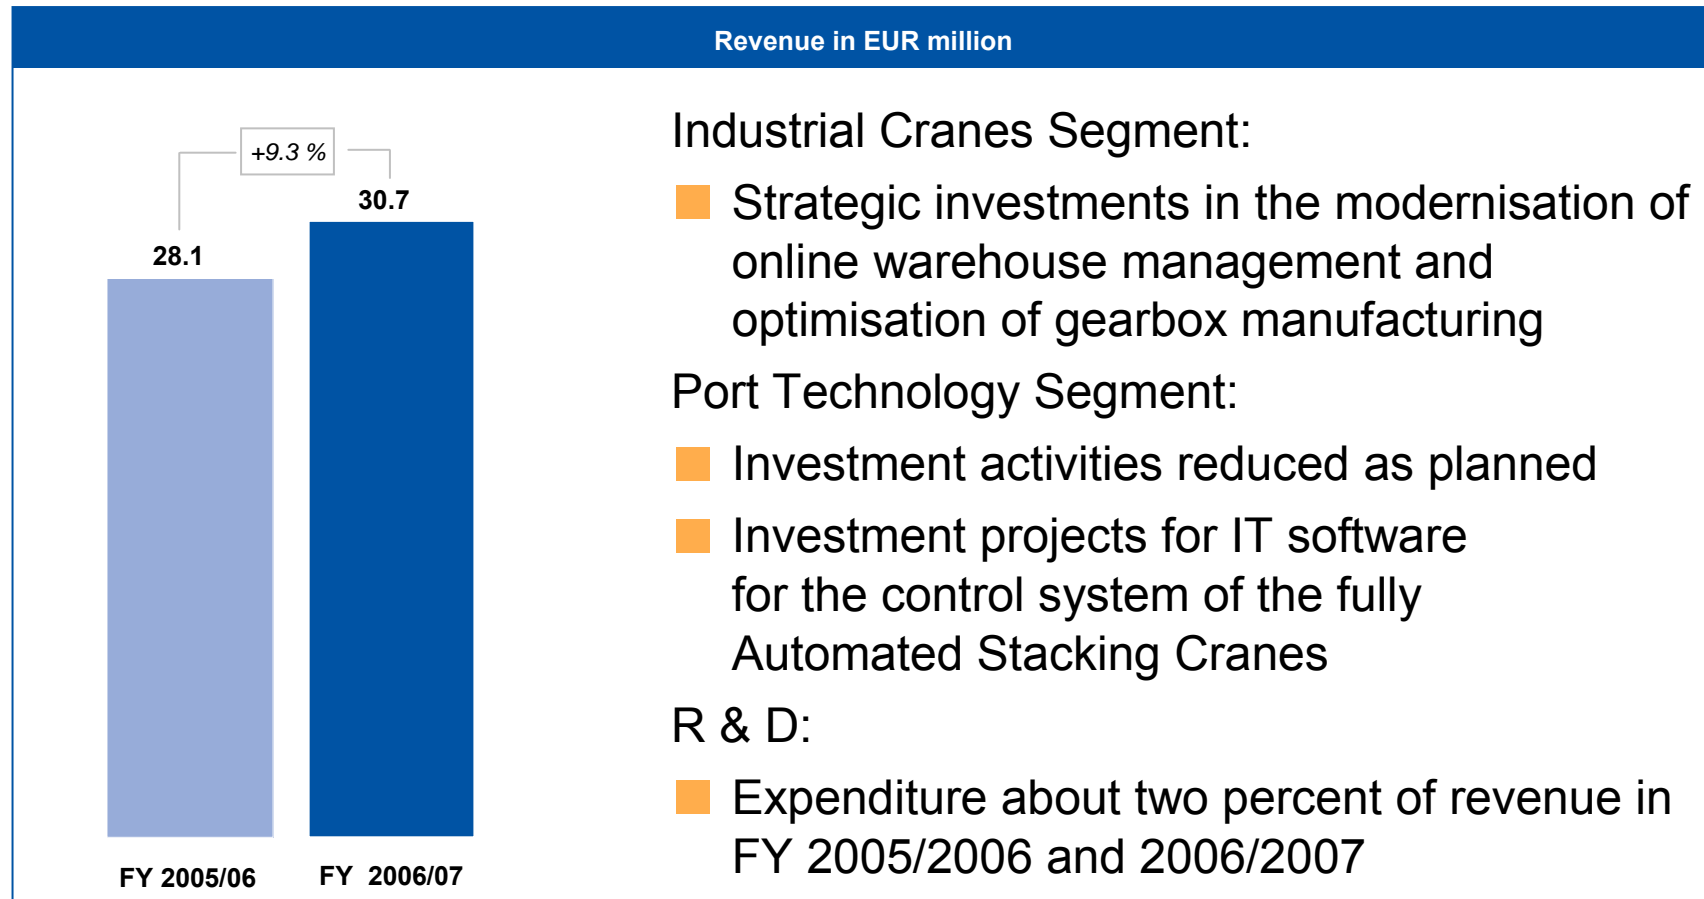 Revenue in EUR million
+9.3 %
28.1
30.7
FY 2005/06
FY 2006/07
Industrial Cranes Segment:
Strategic investments in the modernisation of
online warehouse management and
optimisation of gearbox manufacturing
Port Technology Segment:
Investment activities reduced as planned
Investment projects for IT software
for the control system of the fully
Automated Stacking Cranes
R & D:
Expenditure about two percent of revenue in
FY 2005/2006 and 2006/2007